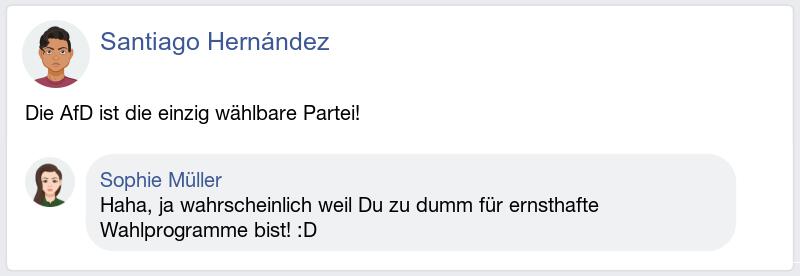 Santiago Hernández
Die AfD ist die einzig wählbare Partei!
Sophie Müller
Haha, ja wahrscheinlich weil Du zu dumm für ernsthafte
Wahlprogramme bist! :D